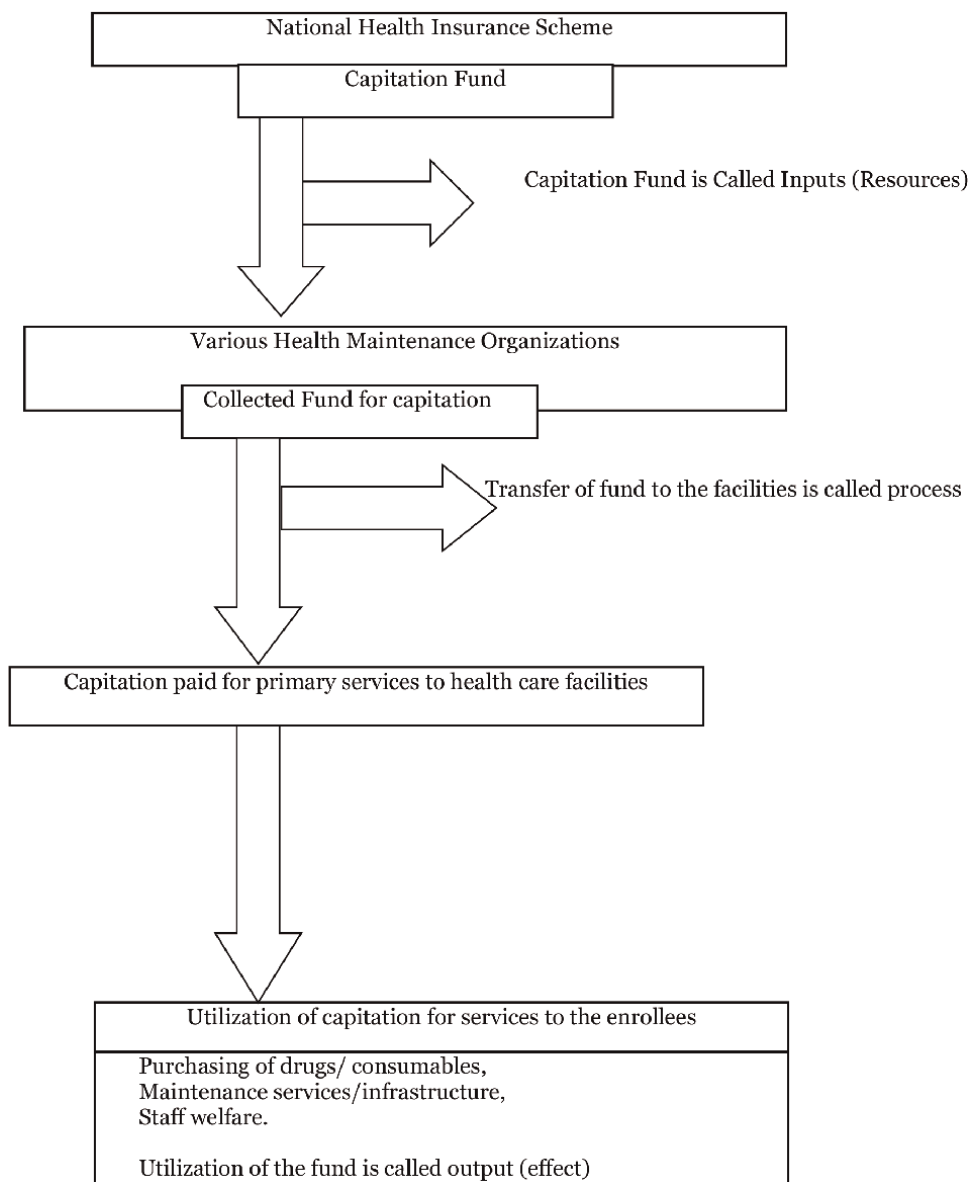 National Health Insurance Scheme
Capitation Fund
Capitation Fund is Called Inputs (Resources)
Various Health Maintenance Organizations
Collected Fund for capitation
Transfer of fund to the facilities is called process
Capitation paid for primary services to health care facilities
Utilization of capitation for services to the enrollees
Purchasing of drugs/ consumables,
Maintenance services/infrastructure,
Staff welfare.
Utilization of the fund is called output (effect)